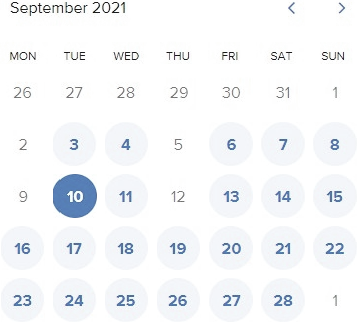 September 2021
MON TUE WED THU FRI SAT SUN
26 27 28 29 30 31 1
2 3 4 5 6 7 8
9 10 11 12 13 14 15
16 17 18 19 20 21 22
23 24 25 26 27 28 1